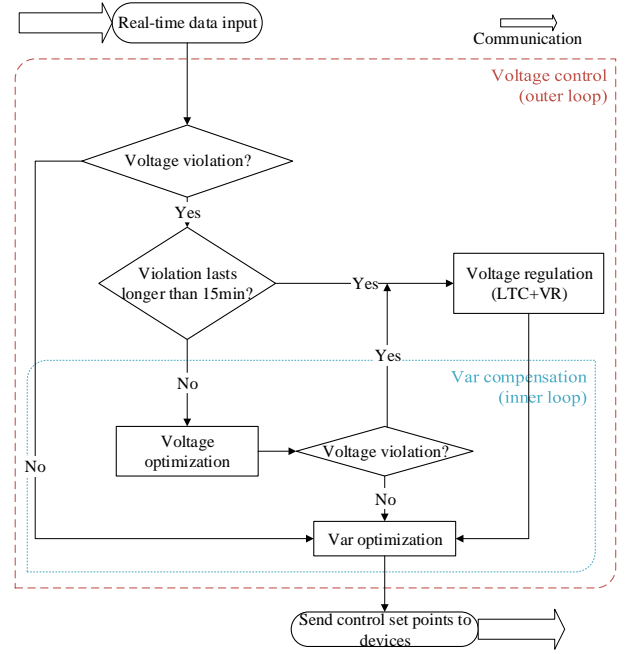 Real-time data input
Communication
Voltage control
(outer loop)
Voltage violation?
Yes
Violation lasts
longer than 15min?
Yes
Voltage regulation
(LTC+VR)
Yes
Var compensation
(inner loop)
No
Voltage
optimization
Voltage violation?
No
No
Var optimization
Send control set points to
devices